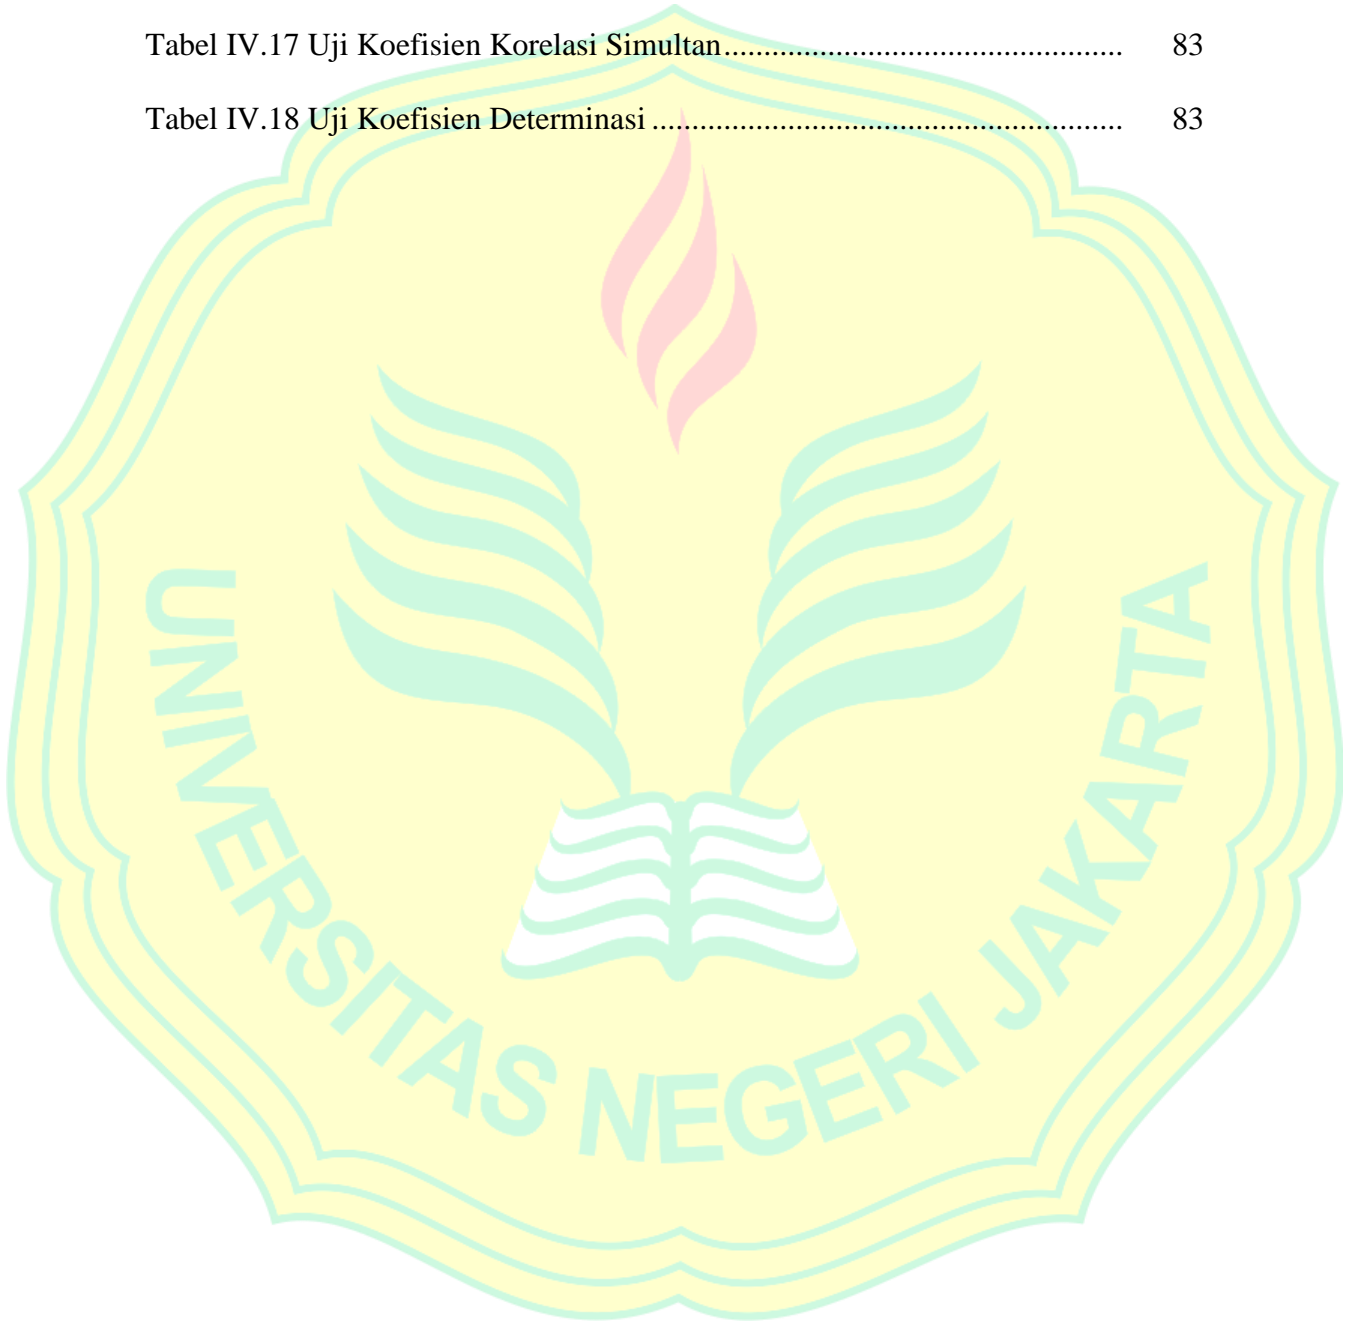 Tabel IV.17 Uji Koefisien Korelasi Simultan.................................................. 83
Tabel IV.18 Uji Koefisien Determinasi ........................................................... 83
UNIVERSITAS NEGERI JAKARTA